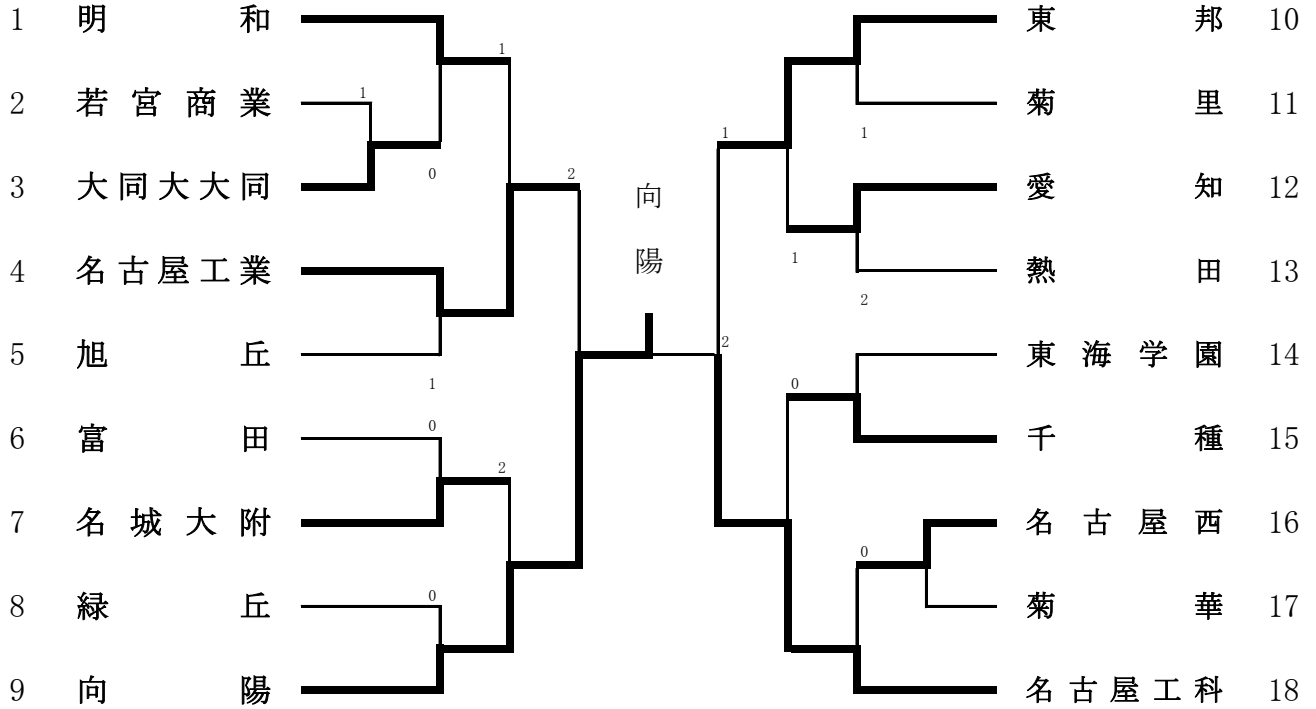 1 明和
2 若宮商業
3 大同大大同
4 名古屋工業
5 旭丘
6 富田
7 名城大附
8 緑丘
9 向陽
1
1
0
1
0
2
0
2
向陽
1
2
1
1
2
0
0
東邦 10
菊里 11
愛知 12
熱田 13
東海学園 14
千種 15
名古屋西 16
菊華 17
名古屋工科 18